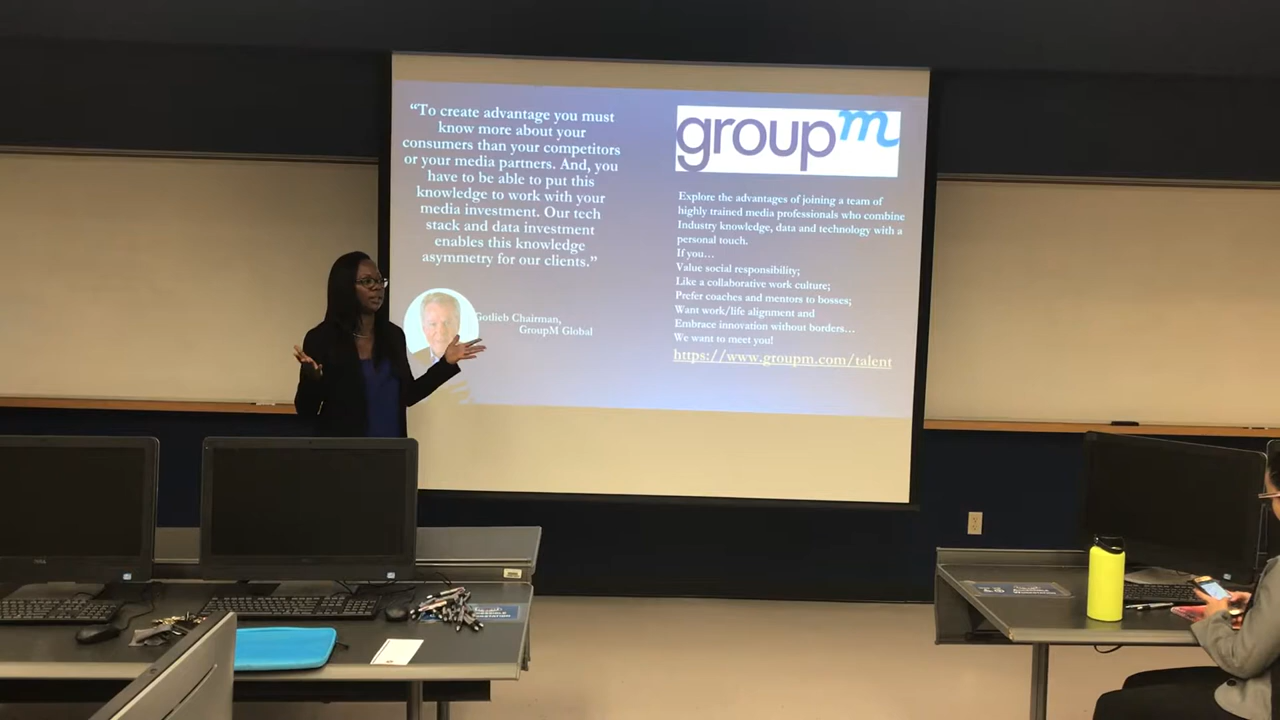 “To create advantage you must
know more about your
consumers than your competitors
or your media partners. And, you
have to be able to put this
knowledge to work with your
media investment. Our tech
stack and data investment
enables this knowledge
asymmetry for our clients.”
Gotlieb Chairman,
GroupM Global
groupm
Explore the advantages of joining a team of
highly trained media professionals who combine
Industry knowledge, data and technology with a
personal touch.
If you…
Value social responsibility;
Like a collaborative work culture;
Prefer coaches and mentors to bosses;
Want work/life alignment and
Embrace innovation without borders…
We want to meet you!
https://www.groupm.com/talent
DELL